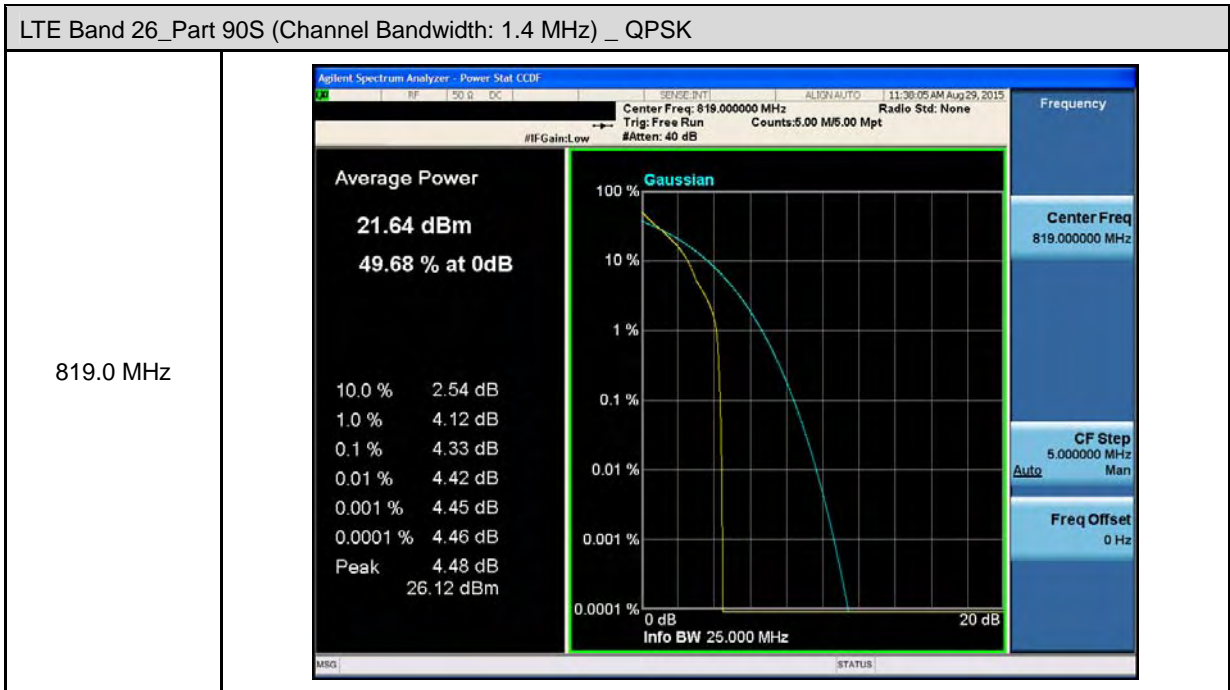 LTE Band 26_Part 90S (Channel Bandwidth: 1.4 MHz) _ QPSK
819.0 MHz
Agilent Spectrum Analyzer - Power Stat CCDF
RF 50 Ω DC SENSE:INT ALIGN AUTO 11:38:05 AM Aug 29, 2015
Center Freq: 819.000000 MHz Radio Std: None
Trig: Free Run Counts:5.00 M/5.00 Mpt
#IFGain:Low #Atten: 40 dB
Average Power
21.64 dBm
49.68 % at 0dB
10.0 % 2.54 dB
1.0 % 4.12 dB
0.1 % 4.33 dB
0.01 % 4.42 dB
0.001 % 4.45 dB
0.0001 % 4.46 dB
Peak 4.48 dB
26.12 dBm
Gaussian
100 %
10 %
1 %
0.1 %
0.01 %
0.001 %
0.0001 %
0 dB 20 dB
Info BW 25.000 MHz
Frequency
Center Freq
819.000000 MHz
CF Step
5.000000 MHz
Auto Man
Freq Offset
0 Hz
MSG STATUS